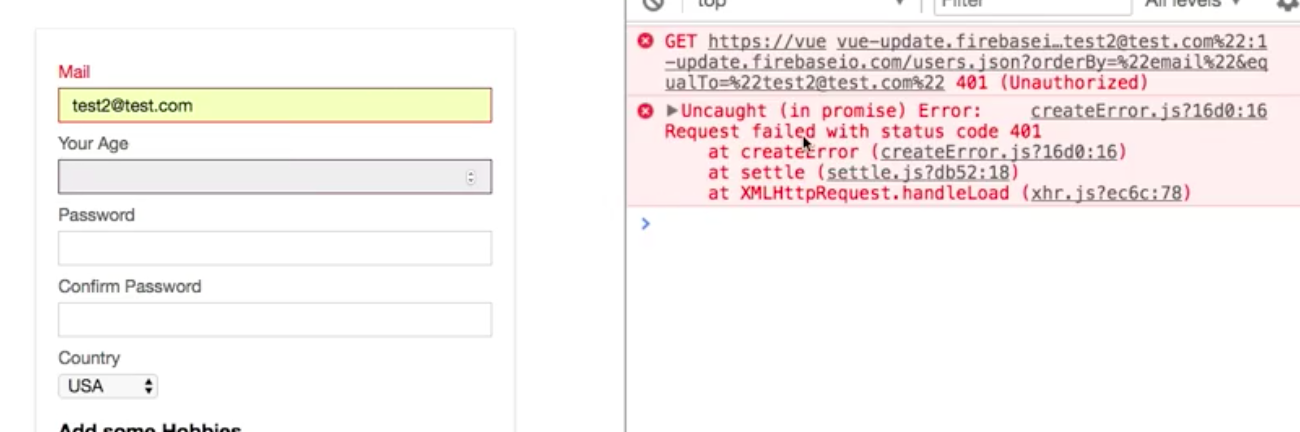 Mail
test2@test.com
Your Age
Password
Confirm Password
Country
USA
Add some Hobbies
top
Filter
All levels
GET https://vue vue-update.firebasei…test2@test.com%22:1
-update.firebaseio.com/users.json?orderBy=%22email%22&eq
ualTo=%22test2@test.com%22 401 (Unauthorized)
Uncaught (in promise) Error: createError.js?16d0:16
Request failed with status code 401
at createError (createError.js?16d0:16)
at settle (settle.js?db52:18)
at XMLHttpRequest.handleLoad (xhr.js?ec6c:78)